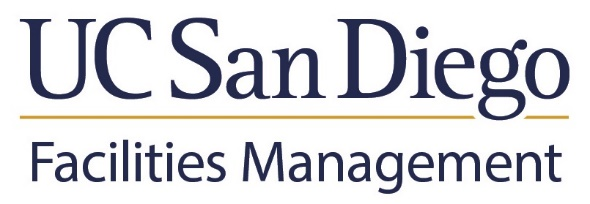 UC San Diego
Facilities Management